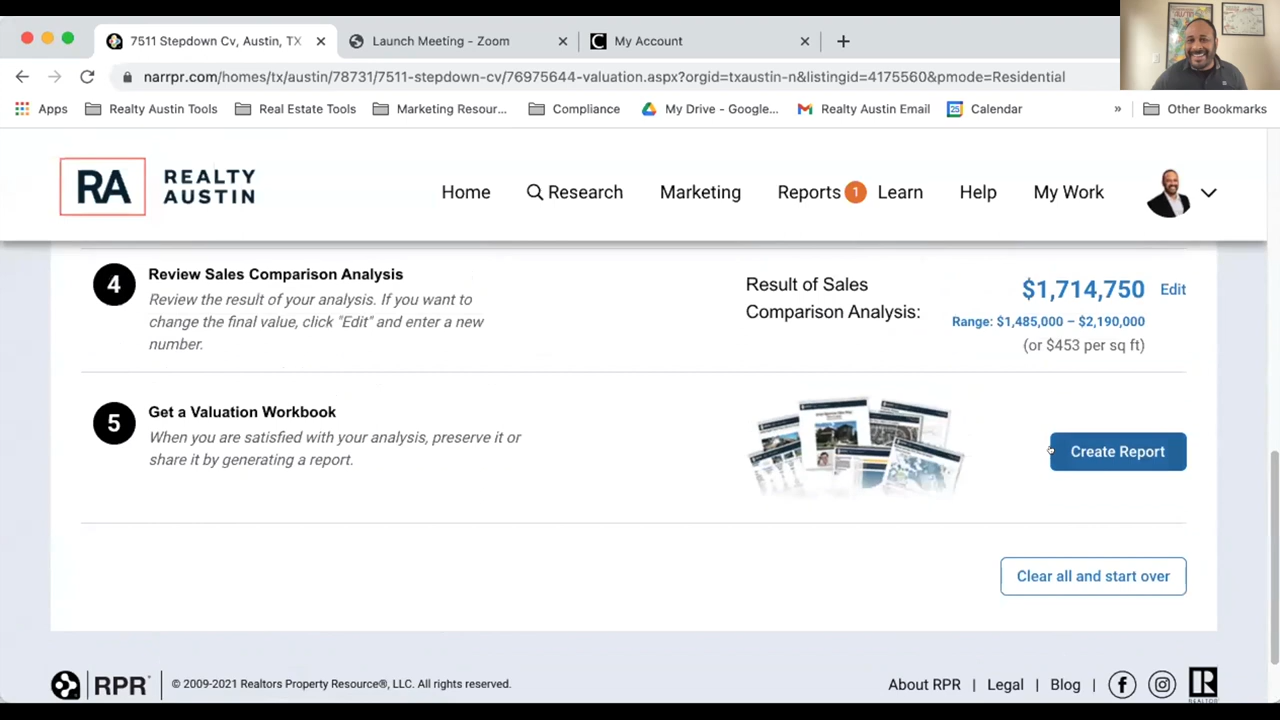 7511 Stepdown Cv, Austin, TX
Launch Meeting - Zoom
My Account
narrpr.com/homes/tx/austin/78731/7511-stepdown-cv/76975644-valuation.aspx?orgid=txaustin-n&listingid=4175560&pmode=Residential
Apps
Realty Austin Tools
Real Estate Tools
Marketing Resour...
Compliance
My Drive - Google...
Realty Austin Email
Calendar
»
Other Bookmarks
RA
REALTY
AUSTIN
Home
Research
Marketing
Reports 1
Learn
Help
My Work
4
Review Sales Comparison Analysis
Review the result of your analysis. If you want to
change the final value, click "Edit" and enter a new
number.
Result of Sales
Comparison Analysis:
$1,714,750 Edit
Range: $1,485,000 – $2,190,000
(or $453 per sq ft)
5
Get a Valuation Workbook
When you are satisfied with your analysis, preserve it or
share it by generating a report.
Create Report
Clear all and start over
RPR
© 2009-2021 Realtors Property Resource®, LLC. All rights reserved.
About RPR | Legal | Blog |
REALTOR